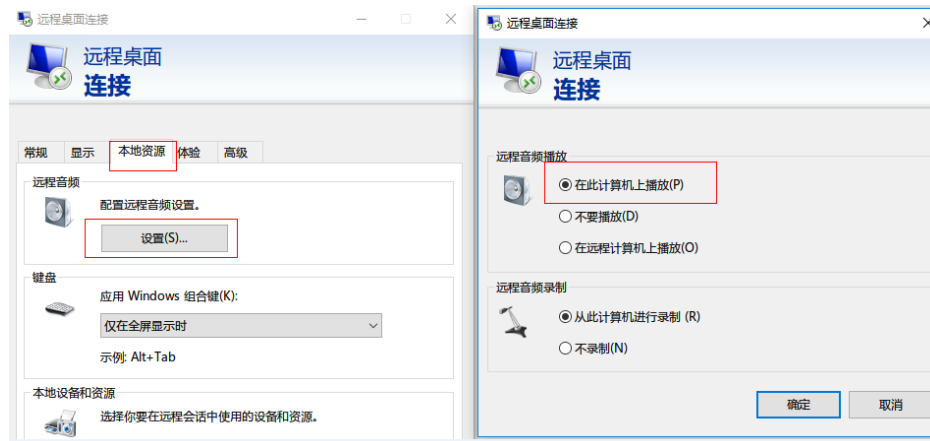 远程桌面连接
远程桌面
连接
常规 显示 本地资源 体验 高级
远程音频
配置远程音频设置。
设置(S)...
键盘
应用 Windows 组合键(K):
仅在全屏显示时
示例: Alt+Tab
本地设备和资源
选择你要在远程会话中使用的设备和资源。
远程桌面连接
远程桌面
连接
远程音频播放
在此计算机上播放(P)
不要播放(D)
在远程计算机上播放(O)
远程音频录制
从此计算机进行录制 (R)
不录制(N)
确定 取消